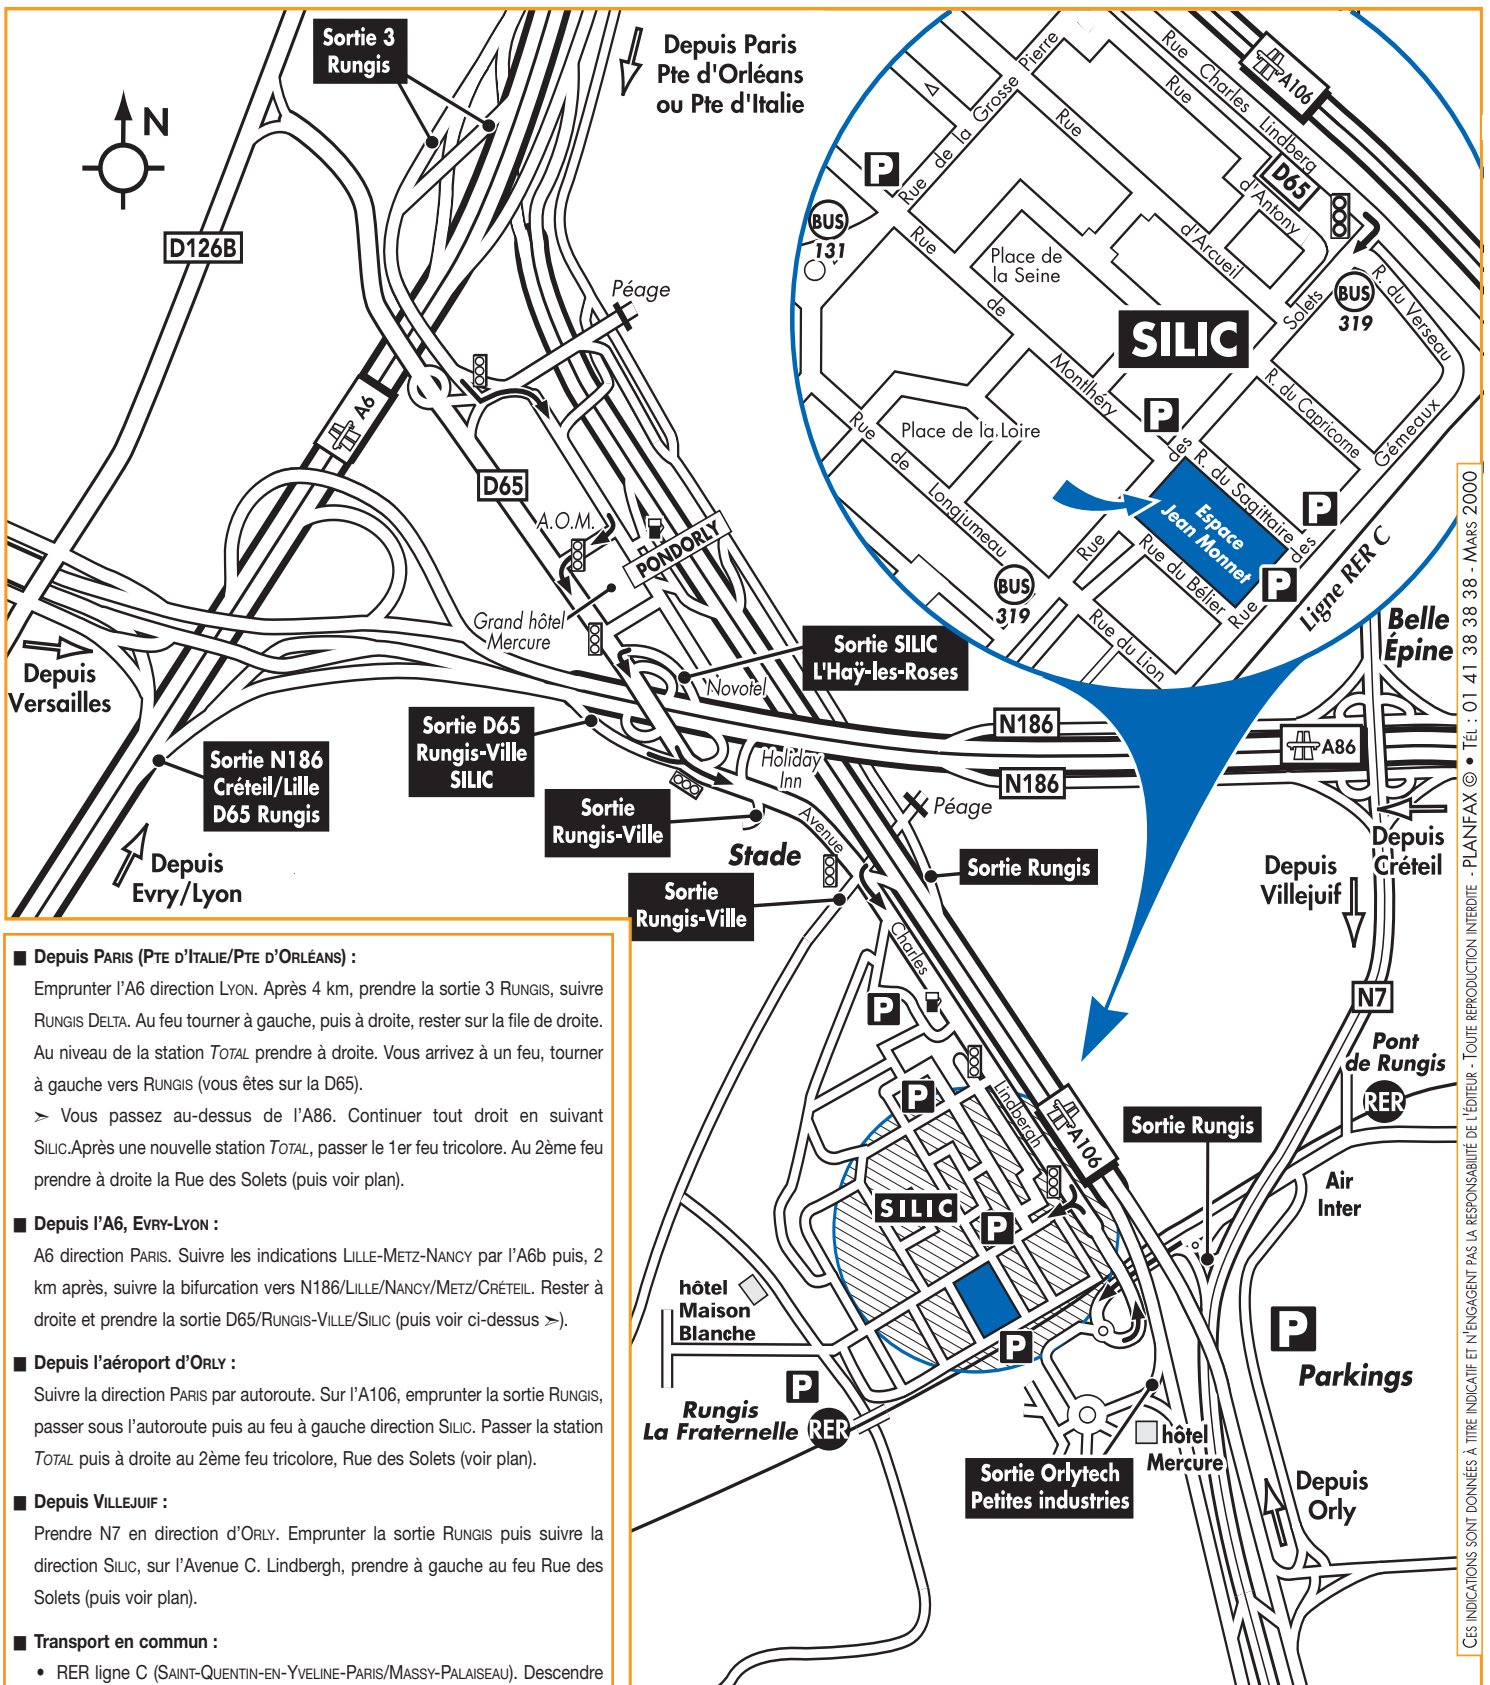 Sortie 3
Rungis
Depuis Paris
Pte d'Orléans
ou Pte d'Italie
N
D126B
Péage
A6
D65
A.O.M.
PONDORLY
Grand hôtel
Mercure
Depuis
Versailles
Sortie SILIC
L'Haÿ-les-Roses
Novotel
Sortie D65
Rungis-Ville
SILIC
Sortie N186
Créteil/Lille
D65 Rungis
Holiday
Inn
Sortie
Rungis-Ville
Stade
Avenue
Péage
Depuis
Evry/Lyon
Sortie
Rungis-Ville
Sortie Rungis
N186
N186
A86
Belle
Épine
Depuis
Créteil
Depuis
Villejuif
N7
Pont
de Rungis
RER
Charles
P
P
Lindbergh
A106
Sortie Rungis
Air
Inter
SILIC
P
hôtel
Maison
Blanche
P
P
Parkings
P
Rungis
La Fraternelle
RER
hôtel
Mercure
Sortie Orlytech
Petites industries
Depuis
Orly
A106
Rue Charles Lindberg
D65
Rue de la Grosse Pierre
Rue d'Arcueil
Rue d'Antony
P
BUS
131
Place de
la Seine
Rue de Montlhéry
SILIC
Solets
BUS
319
R. du Verseau
R. du Capricorne
Gémeaux
P
des
R. du Sagittaire
Place de la Loire
Rue de Longjumeau
Espace
Jean Monnet
P
des
P
Rue
Rue
Rue du Bélier
Rue du Lion
BUS
319
Ligne RER C
■ Depuis PARIS (PTE D'ITALIE/PTE D'ORLÉANS) :
Emprunter l'A6 direction LYON. Après 4 km, prendre la sortie 3 RUNGIS, suivre
RUNGIS DELTA. Au feu tourner à gauche, puis à droite, rester sur la file de droite.
Au niveau de la station TOTAL prendre à droite. Vous arrivez à un feu, tourner
à gauche vers RUNGIS (vous êtes sur la D65).
➣ Vous passez au-dessus de l'A86. Continuer tout droit en suivant
SILIC.Après une nouvelle station TOTAL, passer le 1er feu tricolore. Au 2ème feu
prendre à droite la Rue des Solets (puis voir plan).
■ Depuis l'A6, EVRY-LYON :
A6 direction PARIS. Suivre les indications LILLE-METZ-NANCY par l'A6b puis, 2
km après, suivre la bifurcation vers N186/LILLE/NANCY/METZ/CRÉTEIL. Rester à
droite et prendre la sortie D65/RUNGIS-VILLE/SILIC (puis voir ci-dessus ➣).
■ Depuis l'aéroport d'ORLY :
Suivre la direction PARIS par autoroute. Sur l'A106, emprunter la sortie RUNGIS,
passer sous l'autoroute puis au feu à gauche direction SILIC. Passer la station
TOTAL puis à droite au 2ème feu tricolore, Rue des Solets (voir plan).
■ Depuis VILLEJUIF :
Prendre N7 en direction d'ORLY. Emprunter la sortie RUNGIS puis suivre la
direction SILIC, sur l'Avenue C. Lindbergh, prendre à gauche au feu Rue des
Solets (puis voir plan).
■ Transport en commun :
• RER ligne C (SAINT-QUENTIN-EN-YVELINE-PARIS/MASSY-PALAISEAU). Descendre
CES INDICATIONS SONT DONNÉES À TITRE INDICATIF ET N'ENGAGENT PAS LA RESPONSABILITÉ DE L'ÉDITEUR - TOUTE REPRODUCTION INTERDITE - PLANFAX © • TÉL : 01 41 38 38 38 - MARS 2000